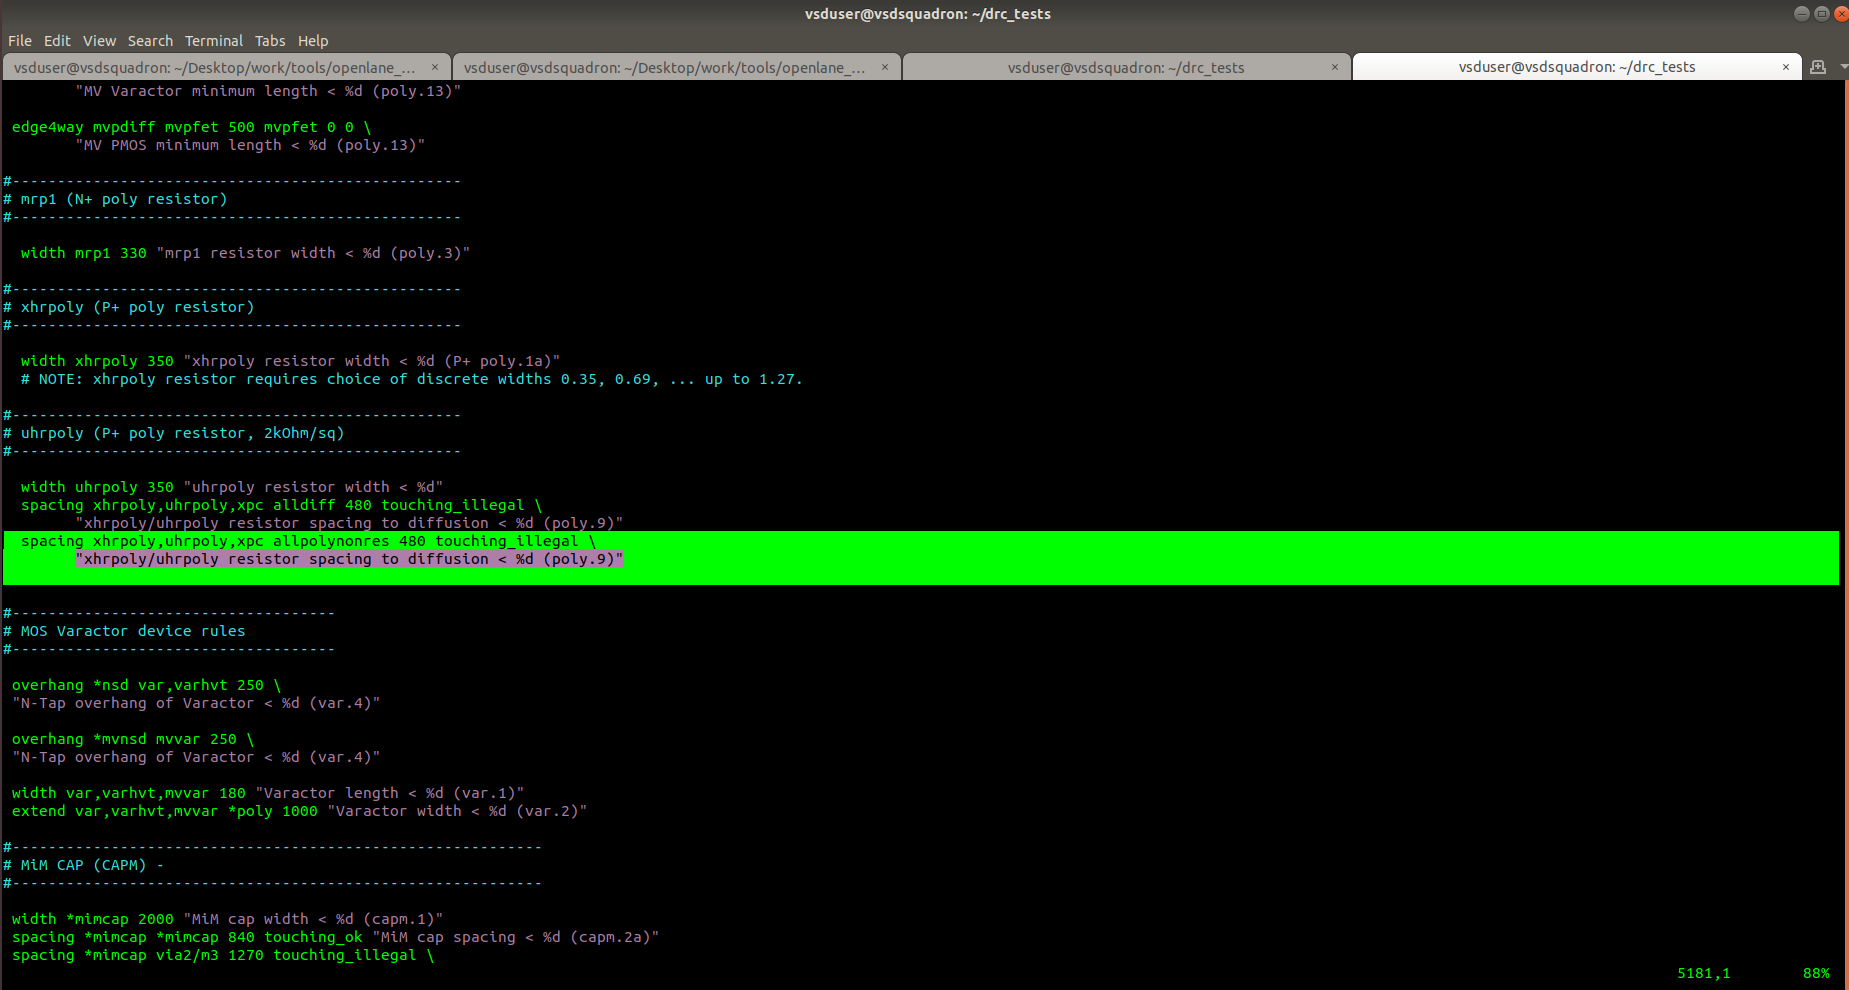 vsduser@vsdsquadron: ~/drc_tests
File Edit View Search Terminal Tabs Help
vsduser@vsdsquadron: ~/Desktop/work/tools/openlane_... × vsduser@vsdsquadron: ~/Desktop/work/tools/openlane_... × vsduser@vsdsquadron: ~/drc_tests × vsduser@vsdsquadron: ~/drc_tests ×
"MV Varactor minimum length < %d (poly.13)"
edge4way mvpdiff mvpfet 500 mvpfet 0 0 \
"MV PMOS minimum length < %d (poly.13)"
#--------------------------------------------------
# mrp1 (N+ poly resistor)
#--------------------------------------------------
width mrp1 330 "mrp1 resistor width < %d (poly.3)"
#--------------------------------------------------
# xhrpoly (P+ poly resistor)
#--------------------------------------------------
width xhrpoly 350 "xhrpoly resistor width < %d (P+ poly.1a)"
# NOTE: xhrpoly resistor requires choice of discrete widths 0.35, 0.69, ... up to 1.27.
#--------------------------------------------------
# uhrpoly (P+ poly resistor, 2kOhm/sq)
#--------------------------------------------------
width uhrpoly 350 "uhrpoly resistor width < %d"
spacing xhrpoly,uhrpoly,xpc alldiff 480 touching_illegal \
"xhrpoly/uhrpoly resistor spacing to diffusion < %d (poly.9)"
spacing xhrpoly,uhrpoly,xpc allpolynonres 480 touching_illegal \
"xhrpoly/uhrpoly resistor spacing to diffusion < %d (poly.9)"
#------------------------------------
# MOS Varactor device rules
#------------------------------------
overhang *nsd var,varhvt 250 \
"N-Tap overhang of Varactor < %d (var.4)"
overhang *mvnsd mvvar 250 \
"N-Tap overhang of Varactor < %d (var.4)"
width var,varhvt,mvvar 180 "Varactor length < %d (var.1)"
extend var,varhvt,mvvar *poly 1000 "Varactor width < %d (var.2)"
#-----------------------------------------------------------
# MiM CAP (CAPM) -
#-----------------------------------------------------------
width *mimcap 2000 "MiM cap width < %d (capm.1)"
spacing *mimcap *mimcap 840 touching_ok "MiM cap spacing < %d (capm.2a)"
spacing *mimcap via2/m3 1270 touching_illegal \
5181,1 88%